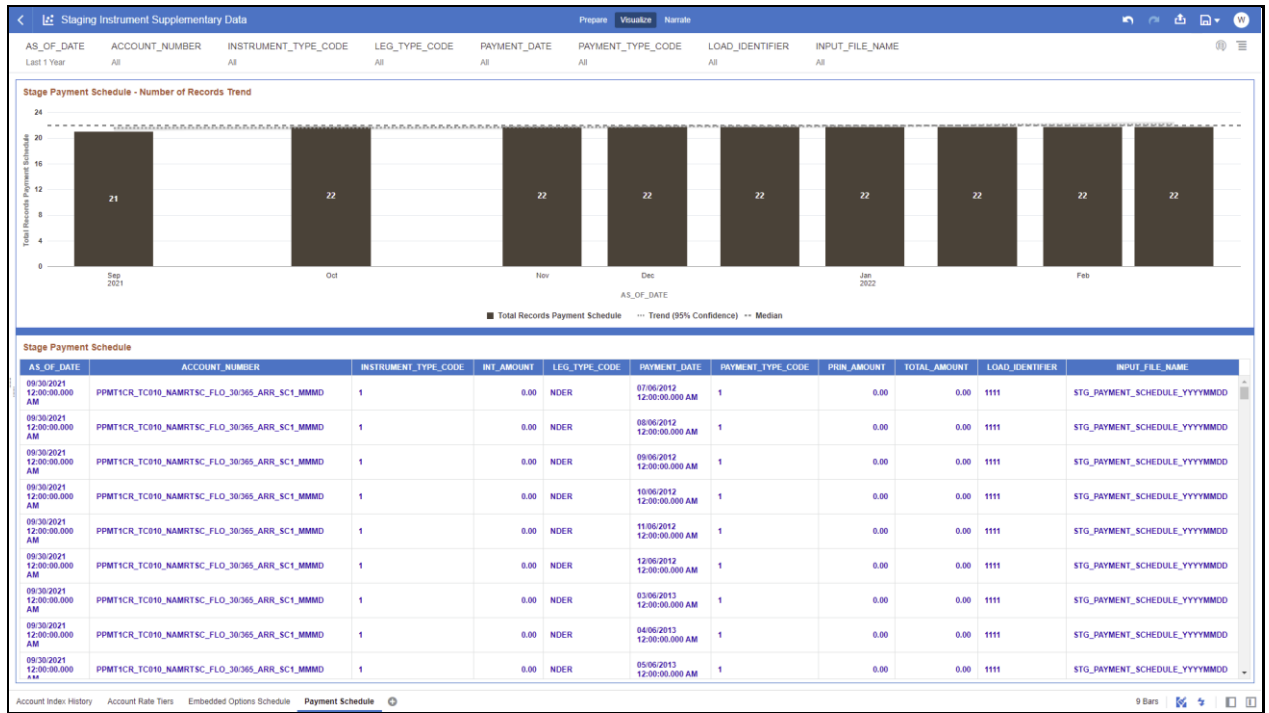 Staging Instrument Supplementary Data
Prepare Visualize Narrate
W
AS_OF_DATE ACCOUNT_NUMBER INSTRUMENT_TYPE_CODE LEG_TYPE_CODE PAYMENT_DATE PAYMENT_TYPE_CODE LOAD_IDENTIFIER INPUT_FILE_NAME
Last 1 Year All All All All All All All
Stage Payment Schedule - Number of Records Trend
Total Records Payment Schedule
24
20
16
12
8
4
0
21 22 22 22 22 22 22 22 22
Sep Oct Nov Dec Jan Feb
2021 2022
AS_OF_DATE
Total Records Payment Schedule Trend (95% Confidence) Median
Stage Payment Schedule
AS_OF_DATE ACCOUNT_NUMBER INSTRUMENT_TYPE_CODE INT_AMOUNT LEG_TYPE_CODE PAYMENT_DATE PAYMENT_TYPE_CODE PRIN_AMOUNT TOTAL_AMOUNT LOAD_IDENTIFIER INPUT_FILE_NAME
09/30/2021 07/06/2012
12:00:00.000 PPMT1CR_TC010_NAMRTSC_FLO_30/365_ARR_SC1_MMMD 1 0.00 NDER 12:00:00.000 AM 1 0.00 0.00 1111 STG_PAYMENT_SCHEDULE_YYYYMMDD
AM
09/30/2021 08/06/2012
12:00:00.000 PPMT1CR_TC010_NAMRTSC_FLO_30/365_ARR_SC1_MMMD 1 0.00 NDER 12:00:00.000 AM 1 0.00 0.00 1111 STG_PAYMENT_SCHEDULE_YYYYMMDD
AM
09/30/2021 09/06/2012
12:00:00.000 PPMT1CR_TC010_NAMRTSC_FLO_30/365_ARR_SC1_MMMD 1 0.00 NDER 12:00:00.000 AM 1 0.00 0.00 1111 STG_PAYMENT_SCHEDULE_YYYYMMDD
AM
09/30/2021 10/06/2012
12:00:00.000 PPMT1CR_TC010_NAMRTSC_FLO_30/365_ARR_SC1_MMMD 1 0.00 NDER 12:00:00.000 AM 1 0.00 0.00 1111 STG_PAYMENT_SCHEDULE_YYYYMMDD
AM
09/30/2021 11/06/2012
12:00:00.000 PPMT1CR_TC010_NAMRTSC_FLO_30/365_ARR_SC1_MMMD 1 0.00 NDER 12:00:00.000 AM 1 0.00 0.00 1111 STG_PAYMENT_SCHEDULE_YYYYMMDD
AM
09/30/2021 12/06/2012
12:00:00.000 PPMT1CR_TC010_NAMRTSC_FLO_30/365_ARR_SC1_MMMD 1 0.00 NDER 12:00:00.000 AM 1 0.00 0.00 1111 STG_PAYMENT_SCHEDULE_YYYYMMDD
AM
09/30/2021 03/06/2013
12:00:00.000 PPMT1CR_TC010_NAMRTSC_FLO_30/365_ARR_SC1_MMMD 1 0.00 NDER 12:00:00.000 AM 1 0.00 0.00 1111 STG_PAYMENT_SCHEDULE_YYYYMMDD
AM
09/30/2021 04/06/2013
12:00:00.000 PPMT1CR_TC010_NAMRTSC_FLO_30/365_ARR_SC1_MMMD 1 0.00 NDER 12:00:00.000 AM 1 0.00 0.00 1111 STG_PAYMENT_SCHEDULE_YYYYMMDD
AM
09/30/2021 05/06/2013
12:00:00.000 PPMT1CR_TC010_NAMRTSC_FLO_30/365_ARR_SC1_MMMD 1 0.00 NDER 12:00:00.000 AM 1 0.00 0.00 1111 STG_PAYMENT_SCHEDULE_YYYYMMDD
AM
Account Index History Account Rate Tiers Embedded Options Schedule Payment Schedule 9 Bars